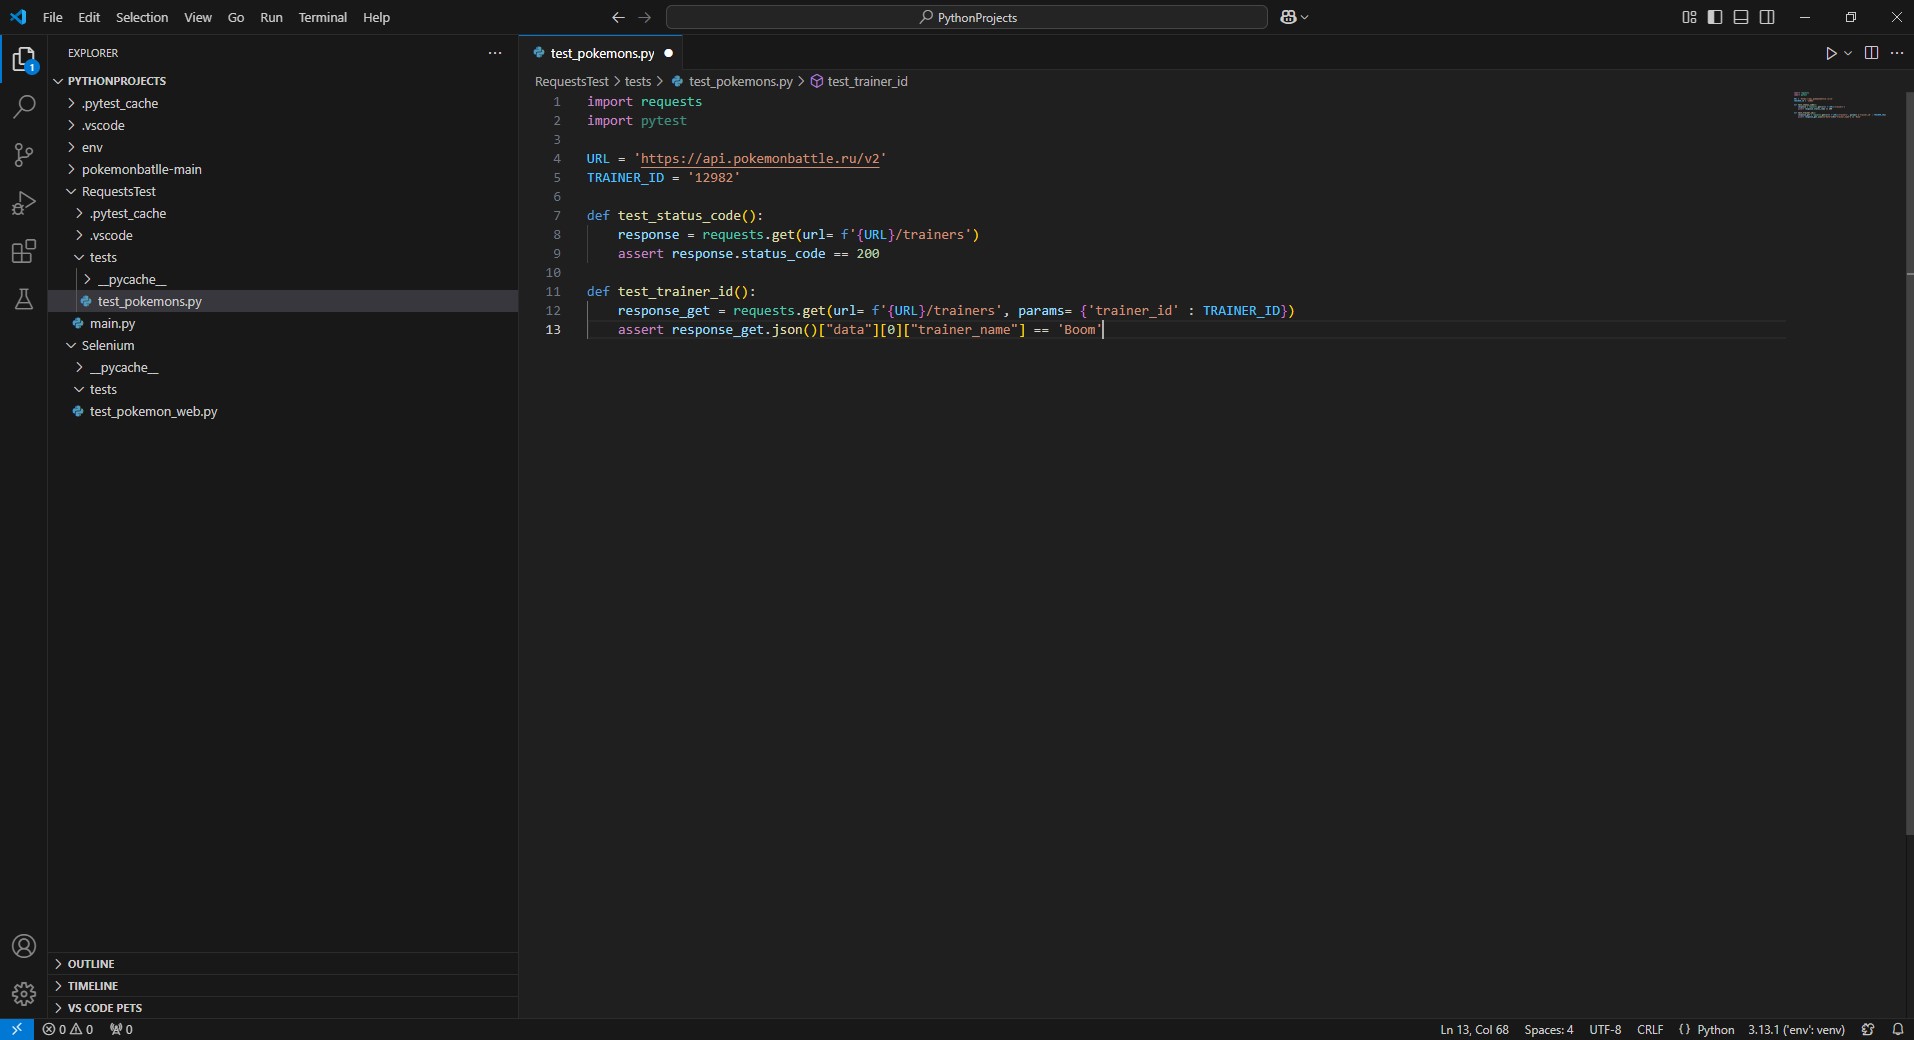 File Edit Selection View Go Run Terminal Help
PythonProjects
EXPLORER
1
PYTHONPROJECTS
.pytest_cache
.vscode
env
pokemonbatlle-main
RequestsTest
.pytest_cache
.vscode
tests
__pycache__
test_pokemons.py
main.py
Selenium
__pycache__
tests
test_pokemon_web.py
OUTLINE
TIMELINE
VS CODE PETS
test_pokemons.py
RequestsTest > tests > test_pokemons.py > test_trainer_id
1 import requests
2 import pytest
3
4 URL = 'https://api.pokemonbattle.ru/v2'
5 TRAINER_ID = '12982'
6
7 def test_status_code():
8 response = requests.get(url= f'{URL}/trainers')
9 assert response.status_code == 200
10
11 def test_trainer_id():
12 response_get = requests.get(url= f'{URL}/trainers', params= {'trainer_id' : TRAINER_ID})
13 assert response_get.json()["data"][0]["trainer_name"] == 'Boom'
0 0 0
Ln 13, Col 68 Spaces: 4 UTF-8 CRLF {} Python 3.13.1 ('env': venv)